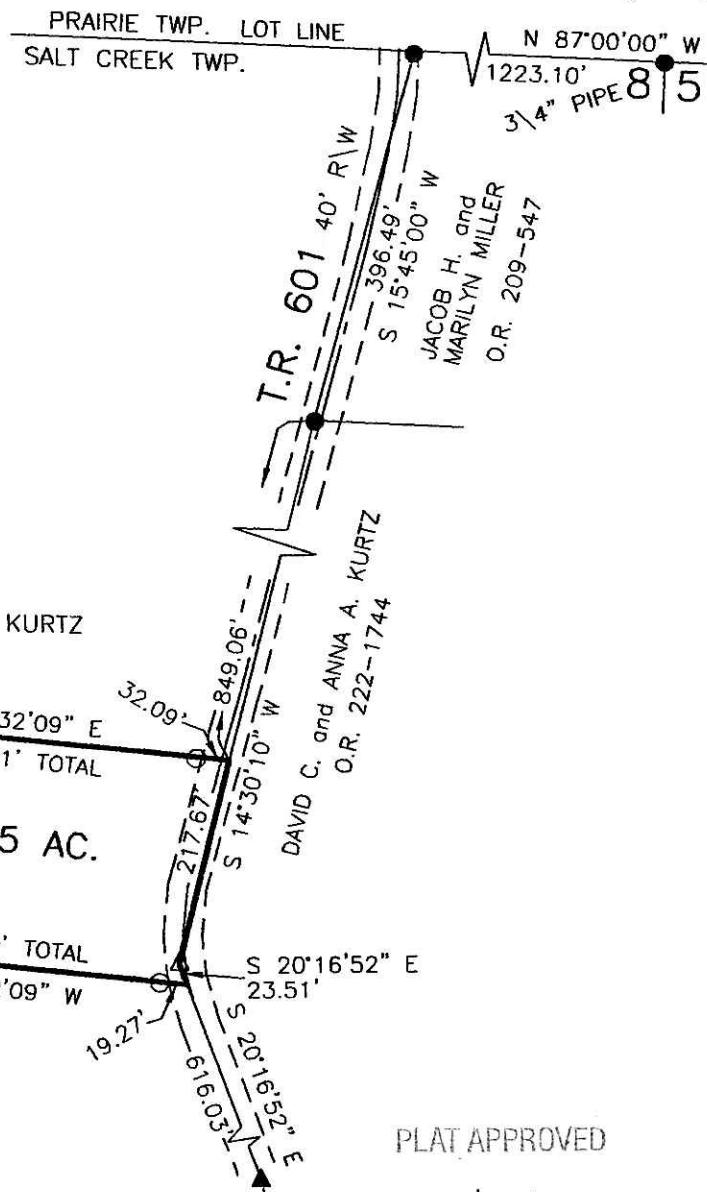 PRAIRIE TWP. LOT LINE
SALT CREEK TWP.
N 87°00'00" W
1223.10'
3\4" PIPE
8 5
T.R. 601
40' R\W
396.49'
S 15°45'00" W
JACOB H. and
MARILYN MILLER
O.R. 209-547
KURTZ
32.09'
849.06'
32'09" E
1' TOTAL
DAVID C. and ANNA A. KURTZ
O.R. 222-1744
217.67'
S 14°30'10" W
5 AC.
' TOTAL
'09" W
S 20°16'52" E
23.51'
19.27'
616.03'
S 20°16'52" E
PLAT APPROVED